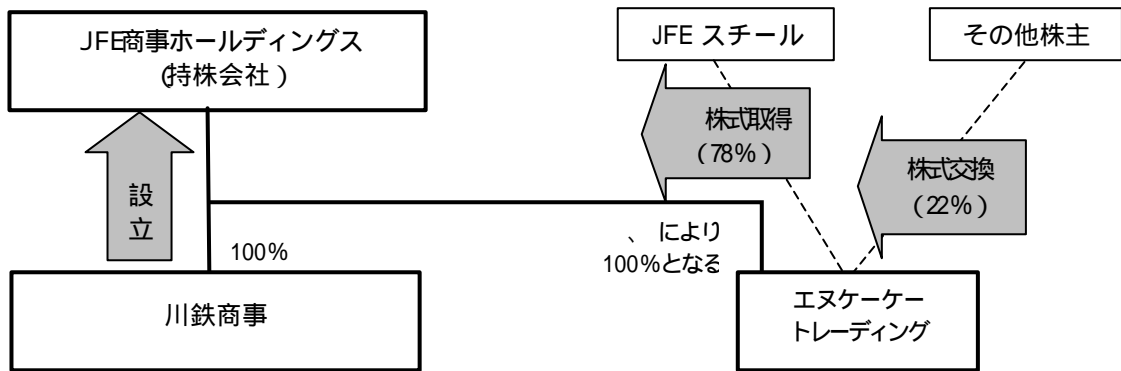 JFE商事ホールディングス
(持株会社)
JFE スチール
その他株主
株式取得
(78%)
株式交換
(22%)
設
立
100%
、 により
100%となる
川鉄商事
エヌケーケー
トレーディング